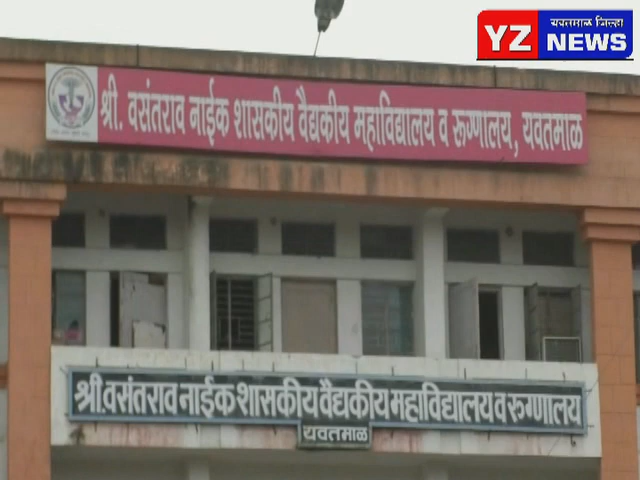 YZ यवतमाळ जिल्हा
NEWS
श्री. वसंतराव नाईक शासकीय वैद्यकीय महाविद्यालय व रूग्णालय, यवतमाळ
श्री.वसंतराव नाईक शासकीय वैद्यकीय महाविद्यालय व रुग्णालय
यवतमाळ